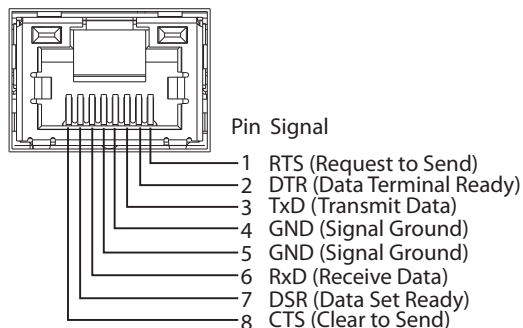 Pin Signal
1 RTS (Request to Send)
2 DTR (Data Terminal Ready)
3 TxD (Transmit Data)
4 GND (Signal Ground)
5 GND (Signal Ground)
6 RxD (Receive Data)
7 DSR (Data Set Ready)
8 CTS (Clear to Send)